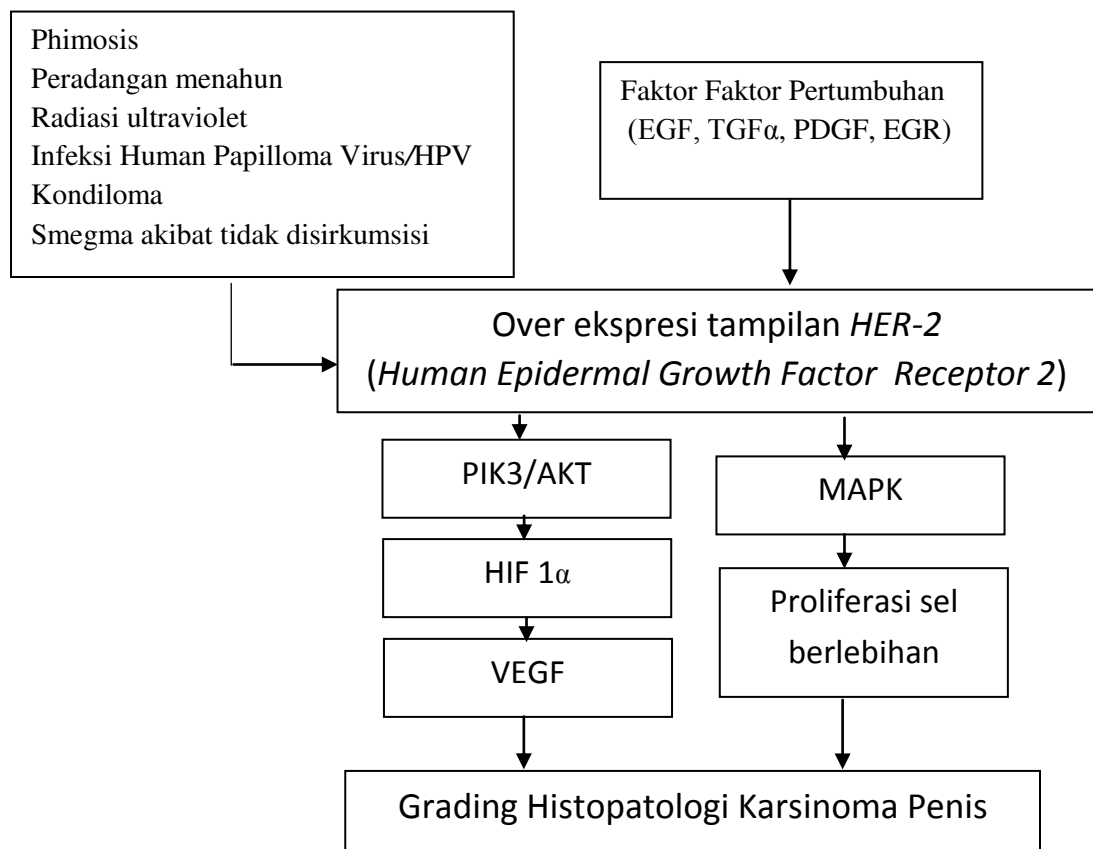 Phimosis
Peradangan menahun
Radiasi ultraviolet
Infeksi Human Papilloma Virus/HPV
Kondiloma
Smegma akibat tidak disirkumsisi
Faktor Faktor Pertumbuhan
(EGF, TGFα, PDGF, EGR)
Over ekspresi tampilan HER-2
(Human Epidermal Growth Factor Receptor 2)
PIK3/AKT
MAPK
HIF 1α
Proliferasi sel
berlebihan
VEGF
Grading Histopatologi Karsinoma Penis